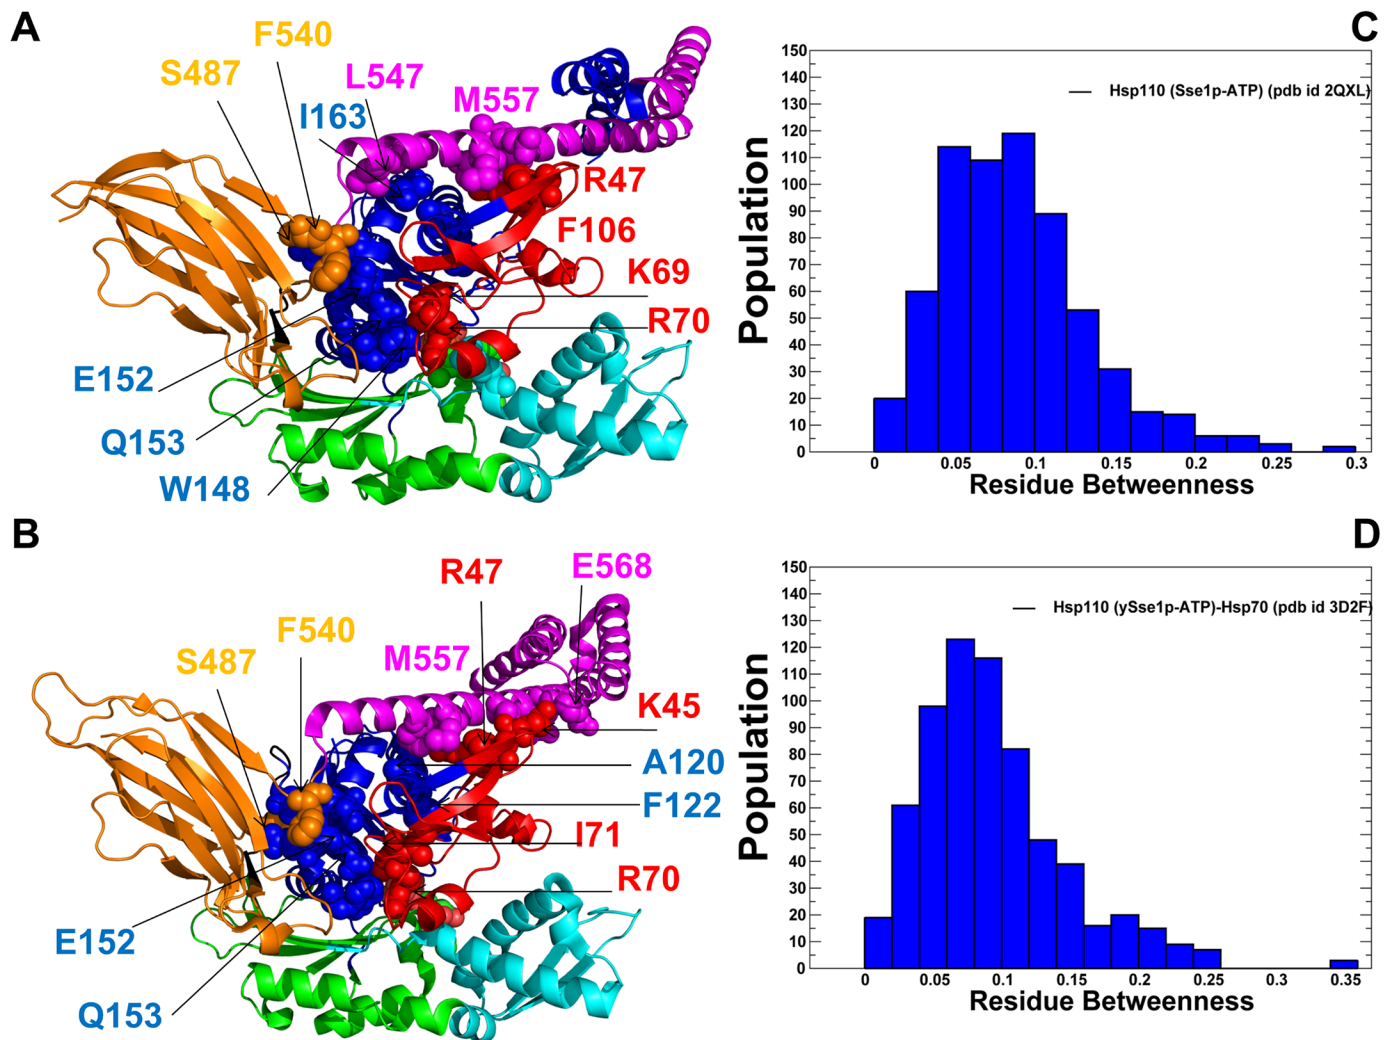 A
F540
S487
L547
M557
I163
R47
F106
K69
R70
E152
Q153
W148
C
150
140
130
120
110
100
90
80
70
60
50
40
30
20
10
0
Population
Hsp110 (Sse1p-ATP) (pdb id 2QXL)
0 0.05 0.1 0.15 0.2 0.25 0.3
Residue Betweenness
B
R47
E568
F540
S487
M557
K45
A120
F122
I71
R70
E152
Q153
D
150
140
130
120
110
100
90
80
70
60
50
40
30
20
10
0
Population
Hsp110 (ySse1p-ATP)-Hsp70 (pdb id 3D2F)
0 0.05 0.1 0.15 0.2 0.25 0.3 0.35
Residue Betweenness